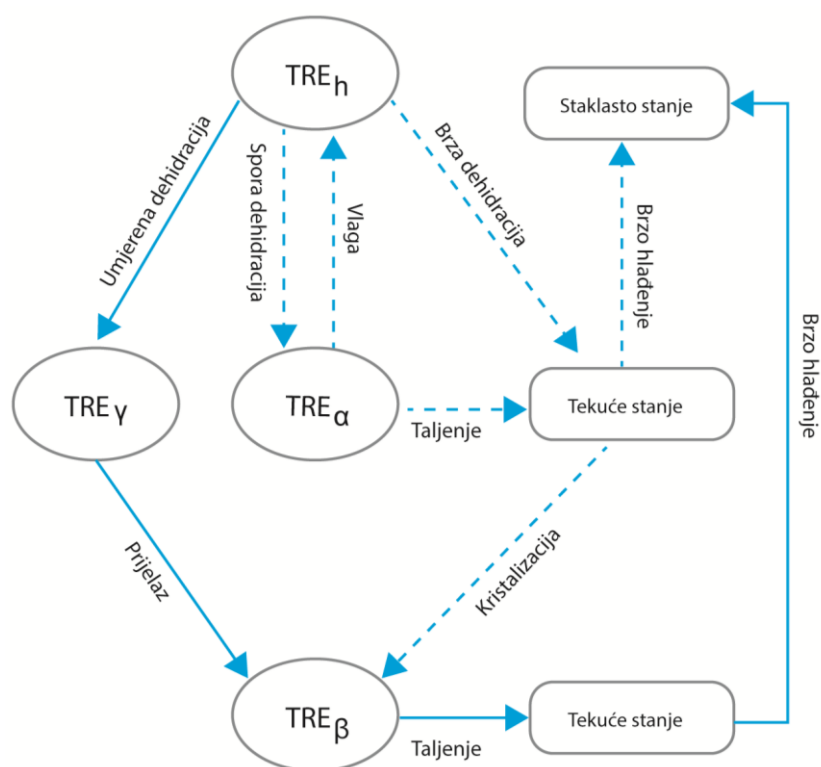 TREh
Staklasto stanje
Umjerena dehidracija
Spora dehidracija
Vlaga
Brza dehidracija
Brzo hlađenje
Brzo hlađenje
TREγ
TREα
Taljenje
Tekuće stanje
Prijelaz
Kristalizacija
TREβ
Taljenje
Tekuće stanje